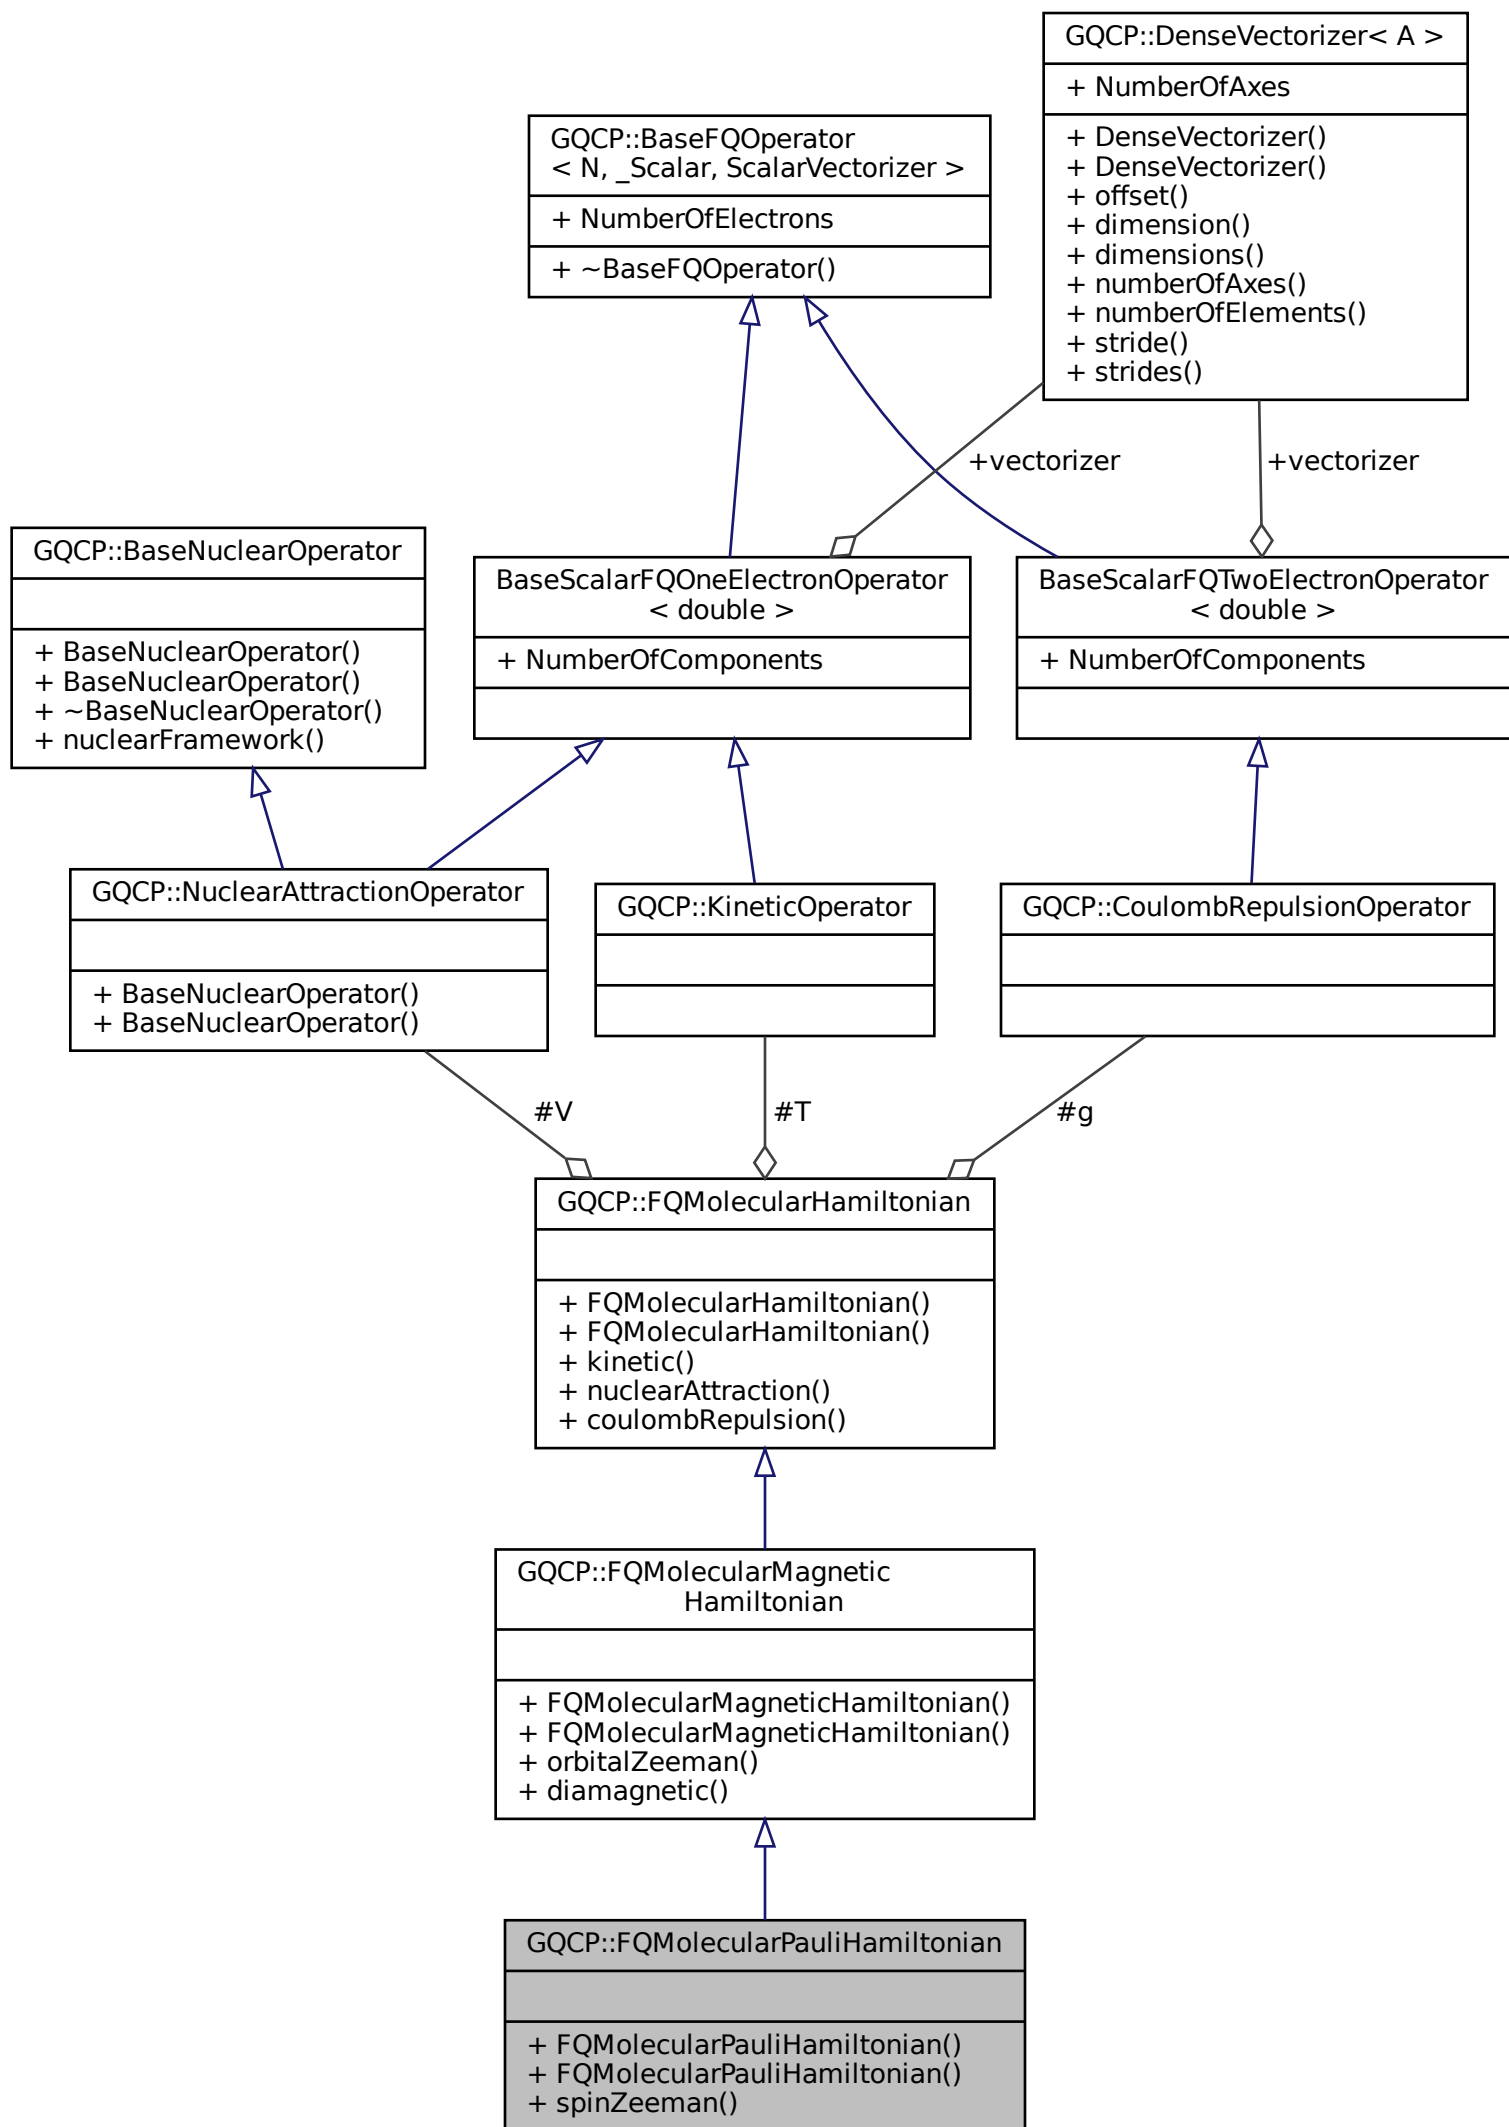 GQCP::DenseVectorizer< A >
+ NumberOfAxes
+ DenseVectorizer()
+ DenseVectorizer()
+ offset()
+ dimension()
+ dimensions()
+ numberOfAxes()
+ numberOfElements()
+ stride()
+ strides()
GQCP::BaseFQOperator
< N, _Scalar, ScalarVectorizer >
+ NumberOfElectrons
+ ~BaseFQOperator()
+vectorizer
+vectorizer
GQCP::BaseNuclearOperator
+ BaseNuclearOperator()
+ BaseNuclearOperator()
+ ~BaseNuclearOperator()
+ nuclearFramework()
BaseScalarFQOneElectronOperator
< double >
+ NumberOfComponents
BaseScalarFQTwoElectronOperator
< double >
+ NumberOfComponents
GQCP::NuclearAttractionOperator
+ BaseNuclearOperator()
+ BaseNuclearOperator()
GQCP::KineticOperator
GQCP::CoulombRepulsionOperator
#V
#T
#g
GQCP::FQMolecularHamiltonian
+ FQMolecularHamiltonian()
+ FQMolecularHamiltonian()
+ kinetic()
+ nuclearAttraction()
+ coulombRepulsion()
GQCP::FQMolecularMagnetic
Hamiltonian
+ FQMolecularMagneticHamiltonian()
+ FQMolecularMagneticHamiltonian()
+ orbitalZeeman()
+ diamagnetic()
GQCP::FQMolecularPauliHamiltonian
+ FQMolecularPauliHamiltonian()
+ FQMolecularPauliHamiltonian()
+ spinZeeman()